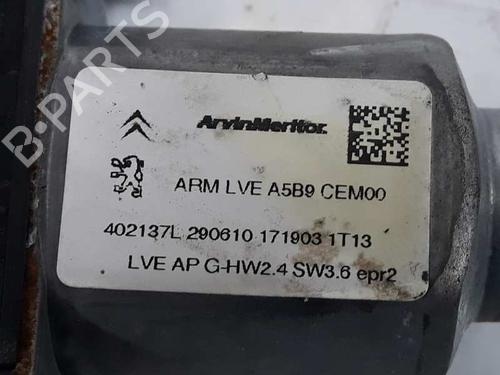 B-PARTS
ArvinMeritor.
ARM LVE A5B9 CEM00
402137L 290610 171903 1T13
LVE AP G-HW2.4 SW3.6 epr2